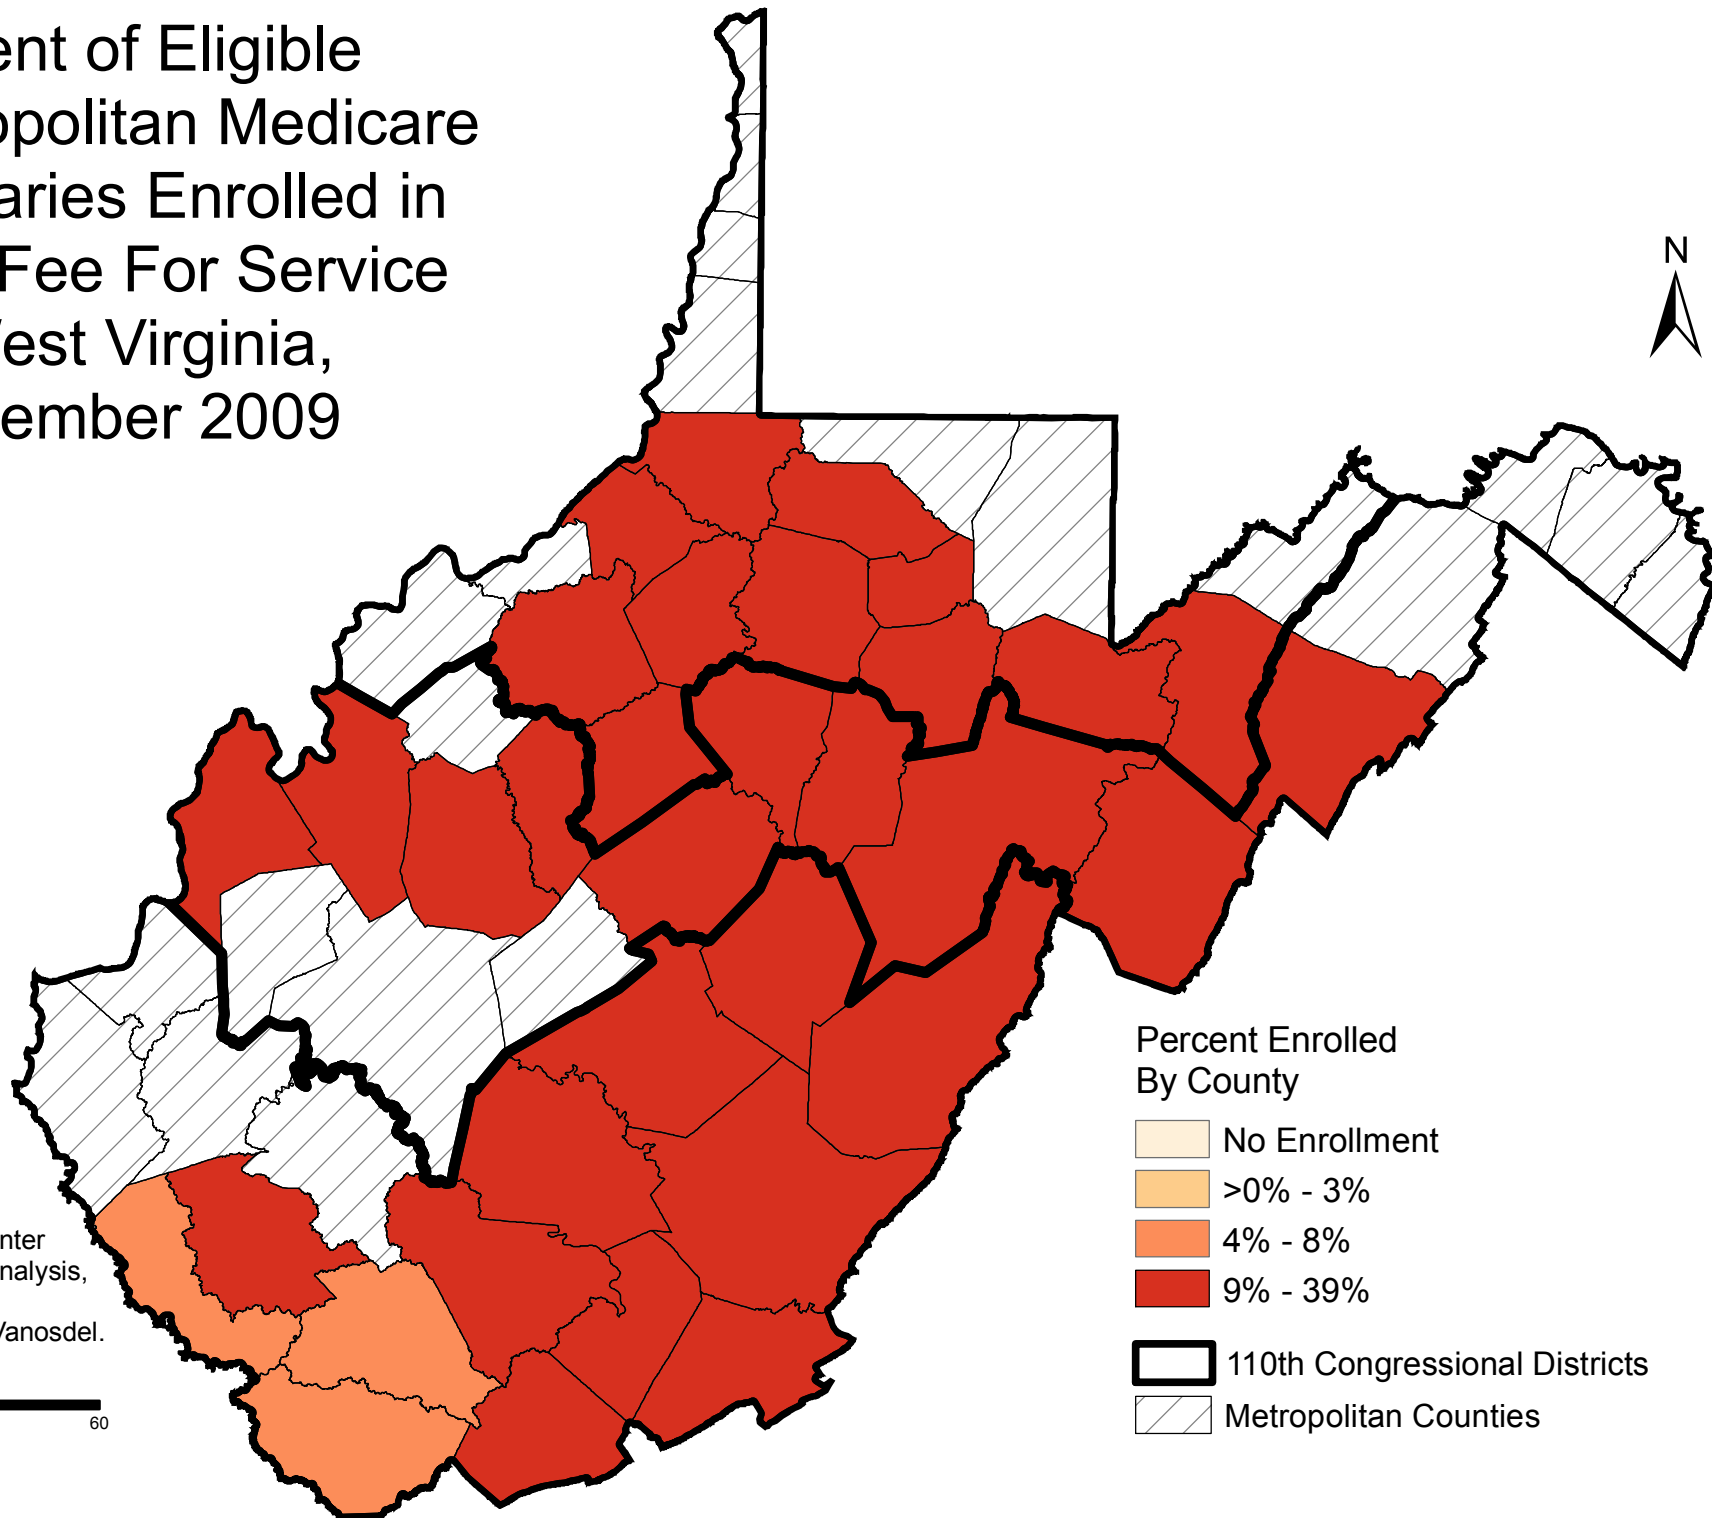 ent of Eligible
opolitan Medicare
aries Enrolled in
Fee For Service
Vest Virginia,
ember 2009
N
Percent Enrolled
By County
No Enrollment
>0% - 3%
4% - 8%
9% - 39%
110th Congressional Districts
Metropolitan Counties
nter
nalysis,
Vanosdel.
60